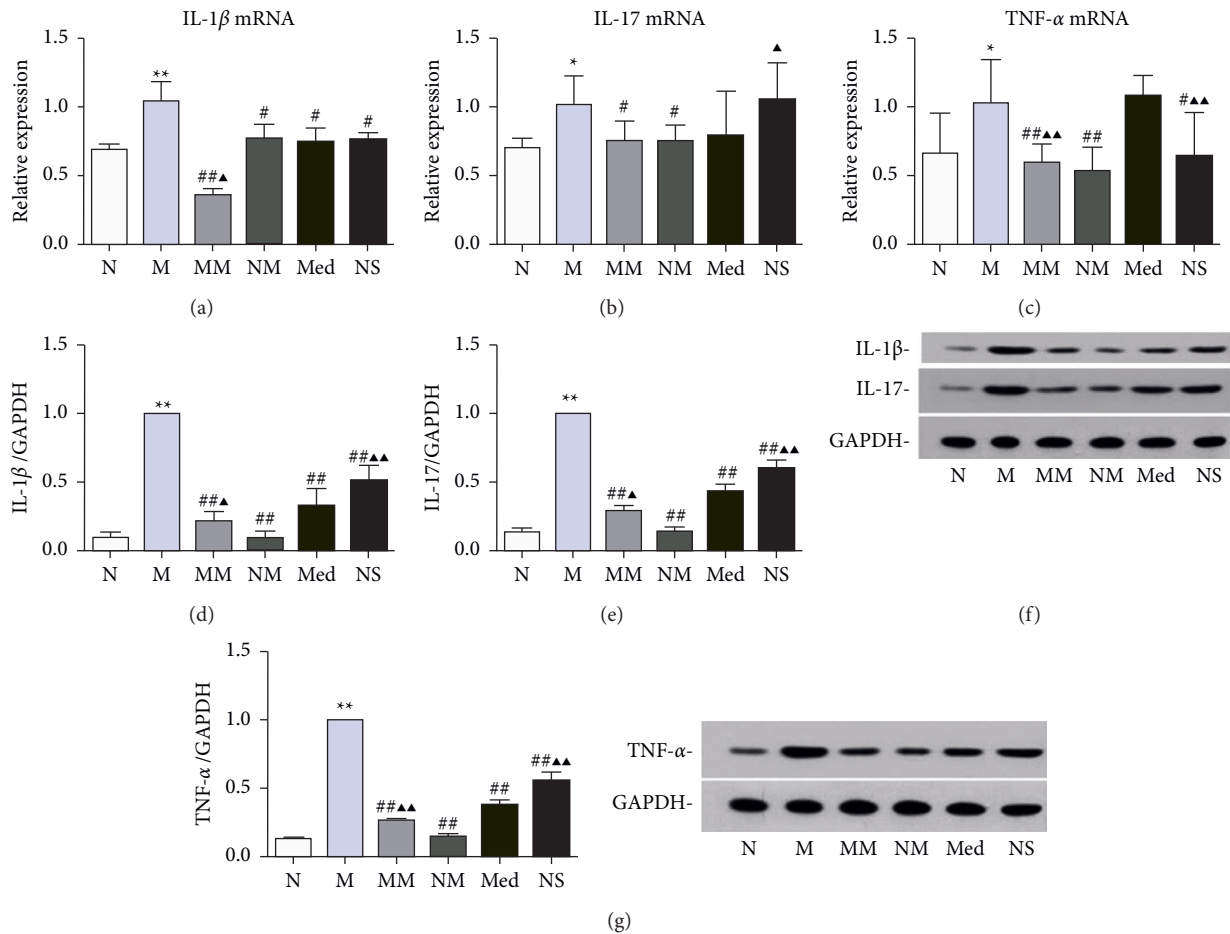 IL-1β mRNA
Relative expression
1.5
1.0
0.5
0.0
**
##▲
#
#
#
N M MM NM Med NS
(a)
IL-17 mRNA
Relative expression
1.5
1.0
0.5
0.0
*
#
#
▲
N M MM NM Med NS
(b)
TNF-α mRNA
Relative expression
1.5
1.0
0.5
0.0
*
##▲▲
##
#▲▲
N M MM NM Med NS
(c)
IL-1β/GAPDH
1.5
1.0
0.5
0.0
**
##▲
##
##
##▲▲
N M MM NM Med NS
(d)
IL-17/GAPDH
1.5
1.0
0.5
0.0
**
##▲
##
##
##▲▲
N M MM NM Med NS
(e)
IL-1β-
IL-17-
GAPDH-
N M MM NM Med NS
(f)
TNF-α/GAPDH
1.5
1.0
0.5
0.0
**
##▲▲
##
##
##▲▲
N M MM NM Med NS
TNF-α-
GAPDH-
N M MM NM Med NS
(g)